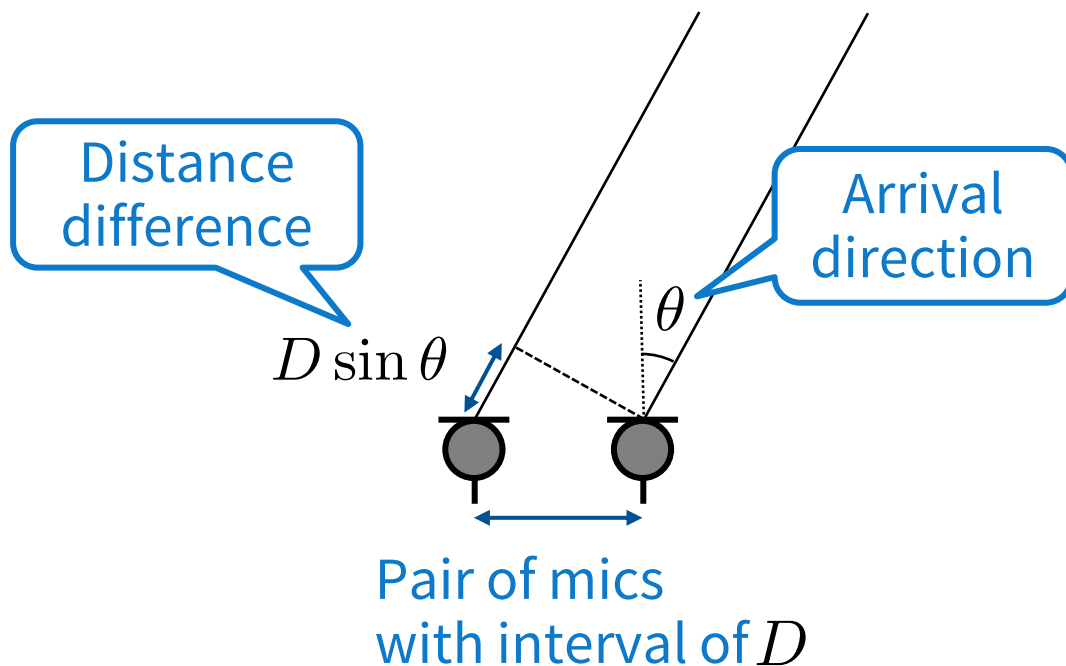 Distance
difference
Arrival
direction
θ
D sin θ
Pair of mics
with interval of D